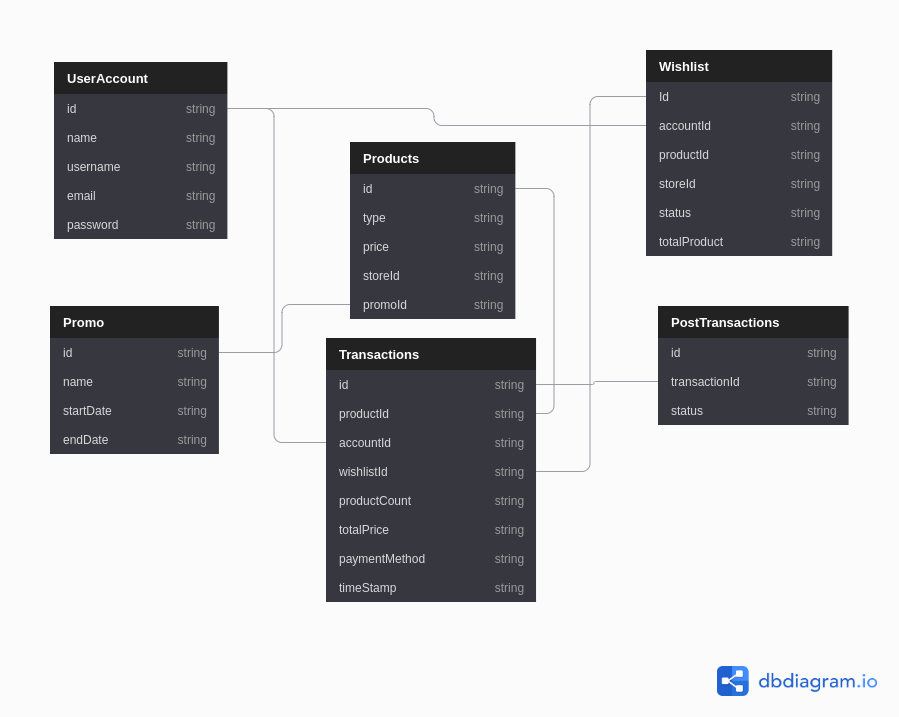 UserAccount
id string
name string
username string
email string
password string
Products
id string
type string
price string
storeId string
promoId string
Wishlist
Id string
accountId string
productId string
storeId string
status string
totalProduct string
Promo
id string
name string
startDate string
endDate string
Transactions
id string
productId string
accountId string
wishlistId string
productCount string
totalPrice string
paymentMethod string
timeStamp string
PostTransactions
id string
transactionId string
status string
dbdiagram.io